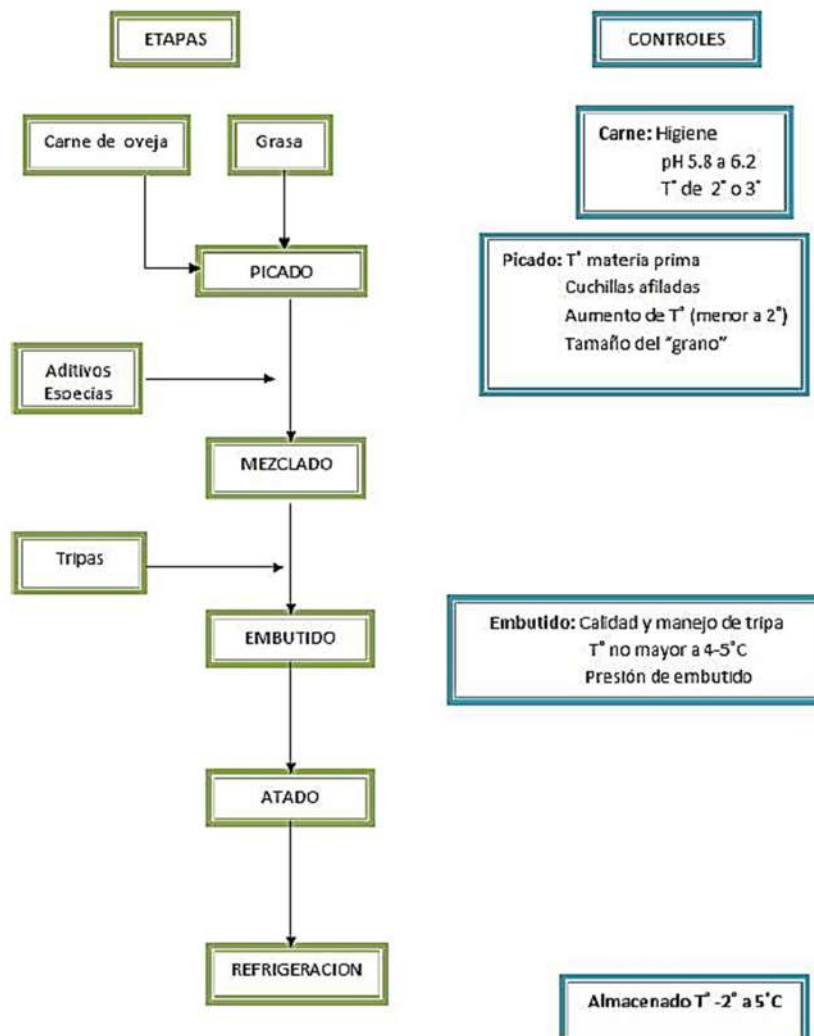 ETAPAS
CONTROLES
Carne de oveja
Grasa
Carne: Higiene
pH 5.8 a 6.2
T° de 2° o 3°
PICADO
Picado: T° materia prima
Cuchillas afiladas
Aumento de T° (menor a 2°)
Tamaño del "grano"
Aditivos
Esoecias
MEZCLADO
Tripas
EMBUTIDO
Embutido: Calidad y manejo de tripa
T° no mayor a 4-5°C
Presión de embutido
ATADO
REFRIGERACION
Almacenado T° -2° a 5°C